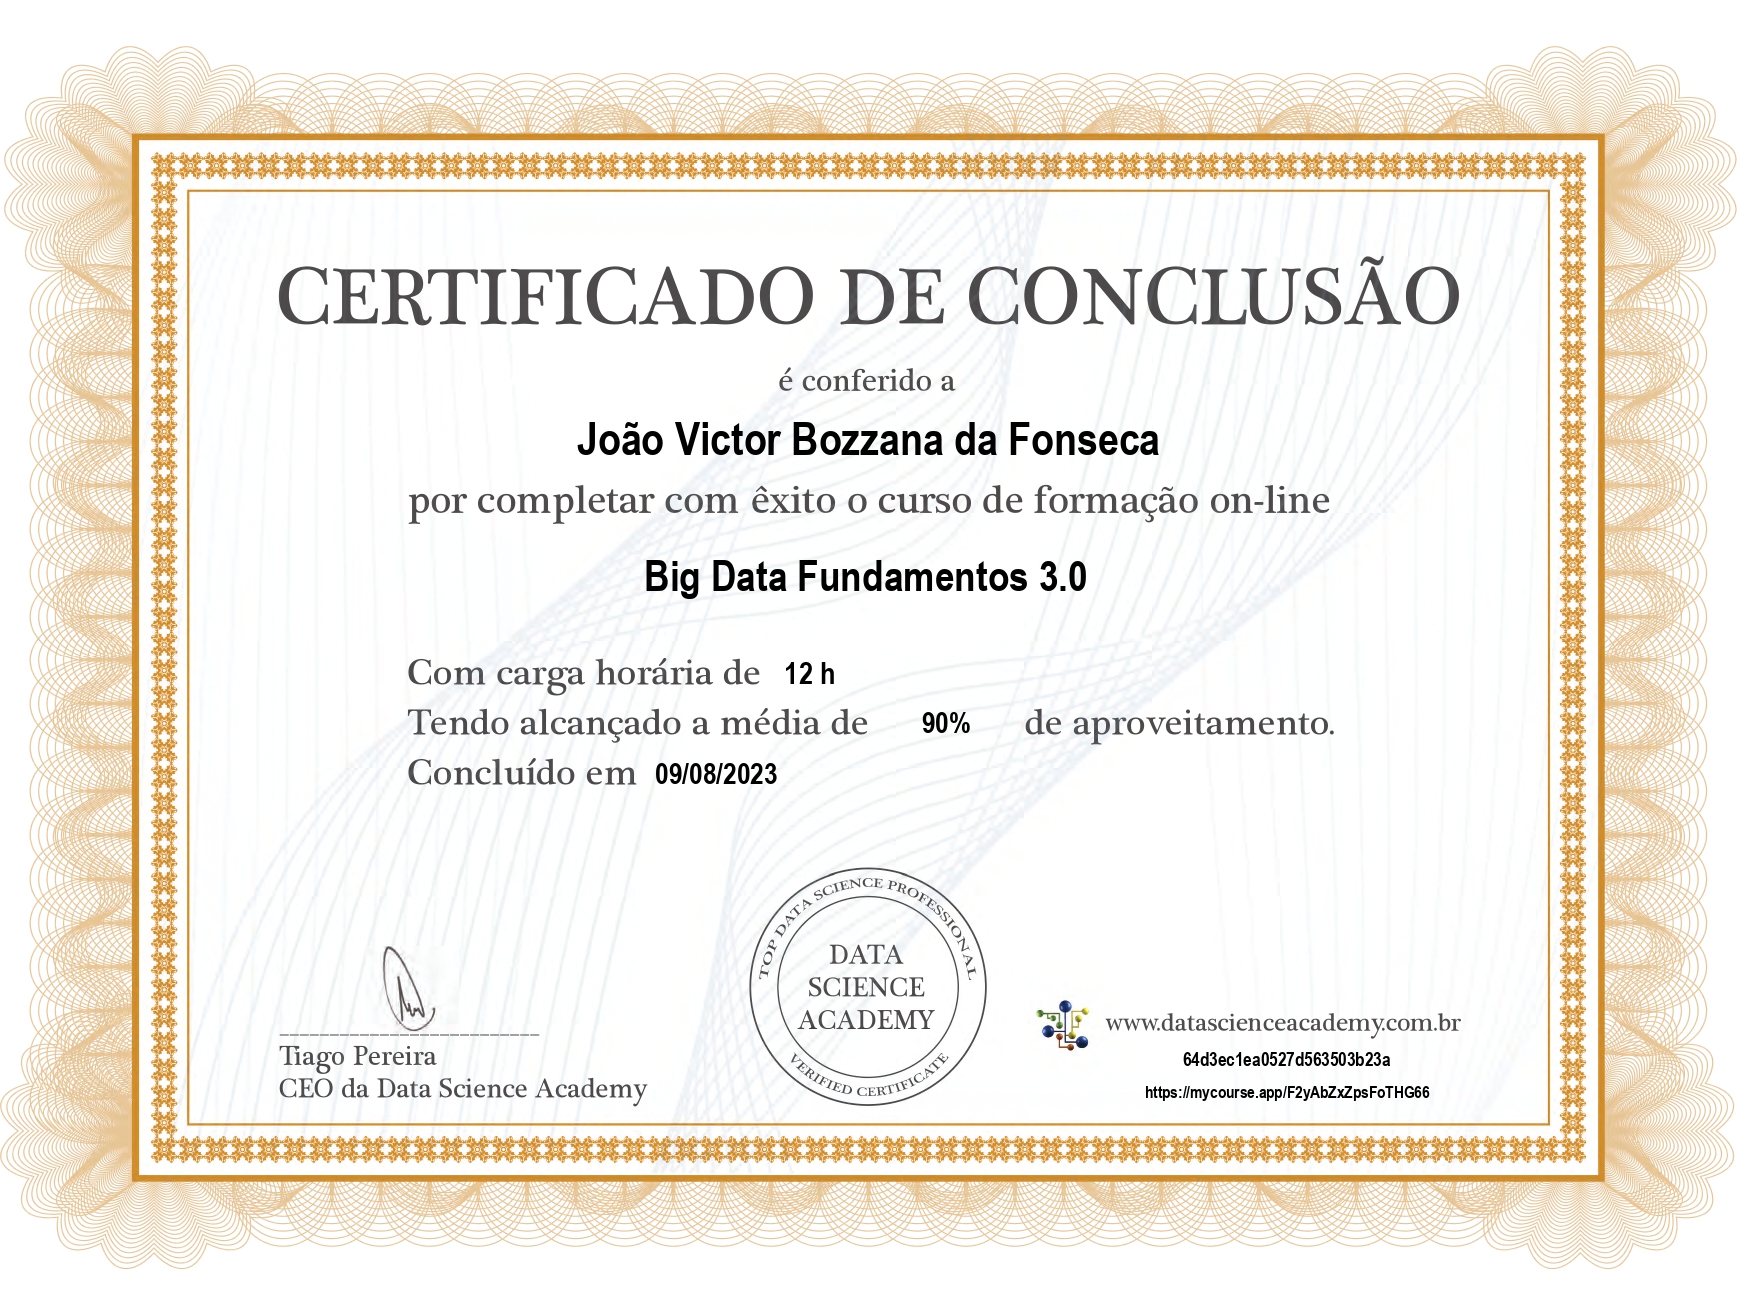 CERTIFICADO DE CONCLUSÃO
é conferido a
João Victor Bozzana da Fonseca
por completar com êxito o curso de formação on-line
Big Data Fundamentos 3.0
Com carga horária de 12 h
Tendo alcançado a média de 90% de aproveitamento.
Concluído em 09/08/2023
Tiago Pereira
CEO da Data Science Academy
TOP DATA SCIENCE PROFESSIONAL
DATA
SCIENCE
ACADEMY
VERIFIED CERTIFICATE
www.datascienceacademy.com.br
64d3ec1ea0527d563503b23a
https://mycourse.app/F2yAbZxZpsFoTHG66